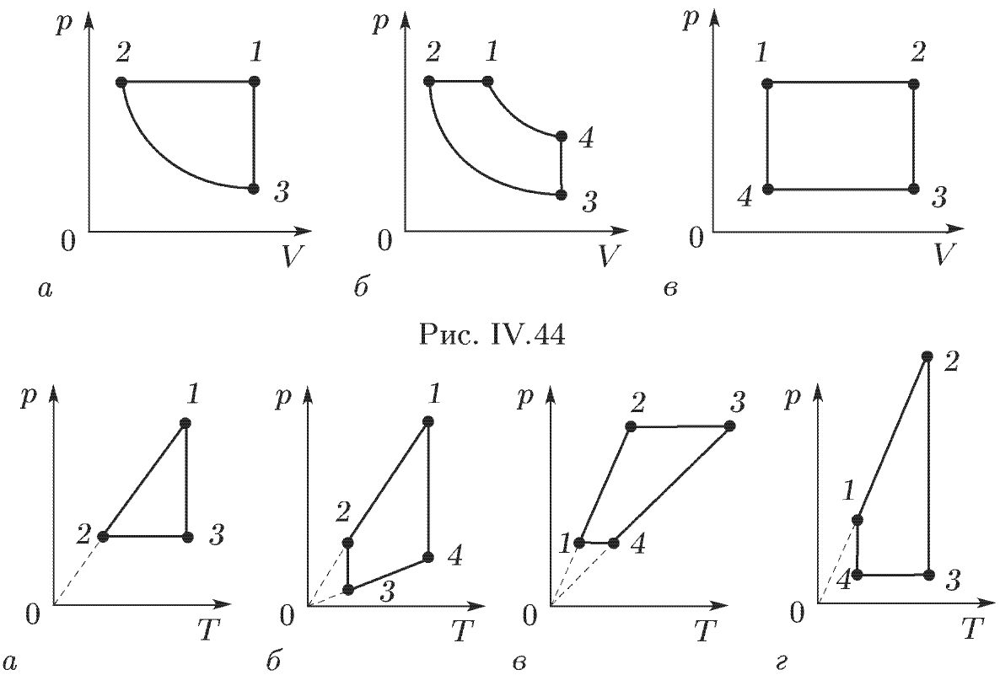 p p p
2 1 2 1 1 2
4
3 3 4 3
0 V 0 V 0 V
а б в
Рис. IV.44
p 1 p 1 p 2 3 p 2
2 3 2 4 3 1 4 1 4 3
0 T 0 T 0 T 0 T
а б в г